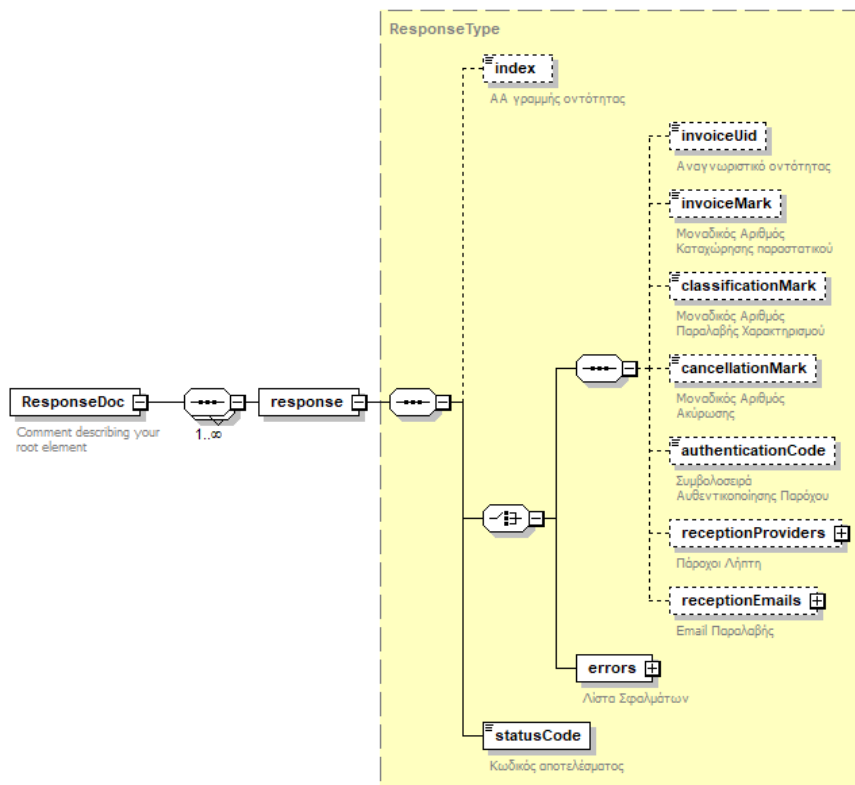 ResponseType
index
ΑΑ γραμμής οντότητας
invoiceUid
Αναγνωριστικό οντότητας
invoiceMark
Μοναδικός Αριθμός
Καταχώρησης παραστατικού
classificationMark
Μοναδικός Αριθμός
Παραλαβής Χαρακτηρισμού
cancellationMark
Μοναδικός Αριθμός
Ακύρωσης
ResponseDoc
Comment describing your
root element
1..∞
response
authenticationCode
Συμβολοσειρά
Αυθεντικοποίησης Παρόχου
receptionProviders
Πάροχοι Λήπτη
receptionEmails
Email Παραλαβής
errors
Λίστα Σφαλμάτων
statusCode
Κωδικός αποτελέσματος